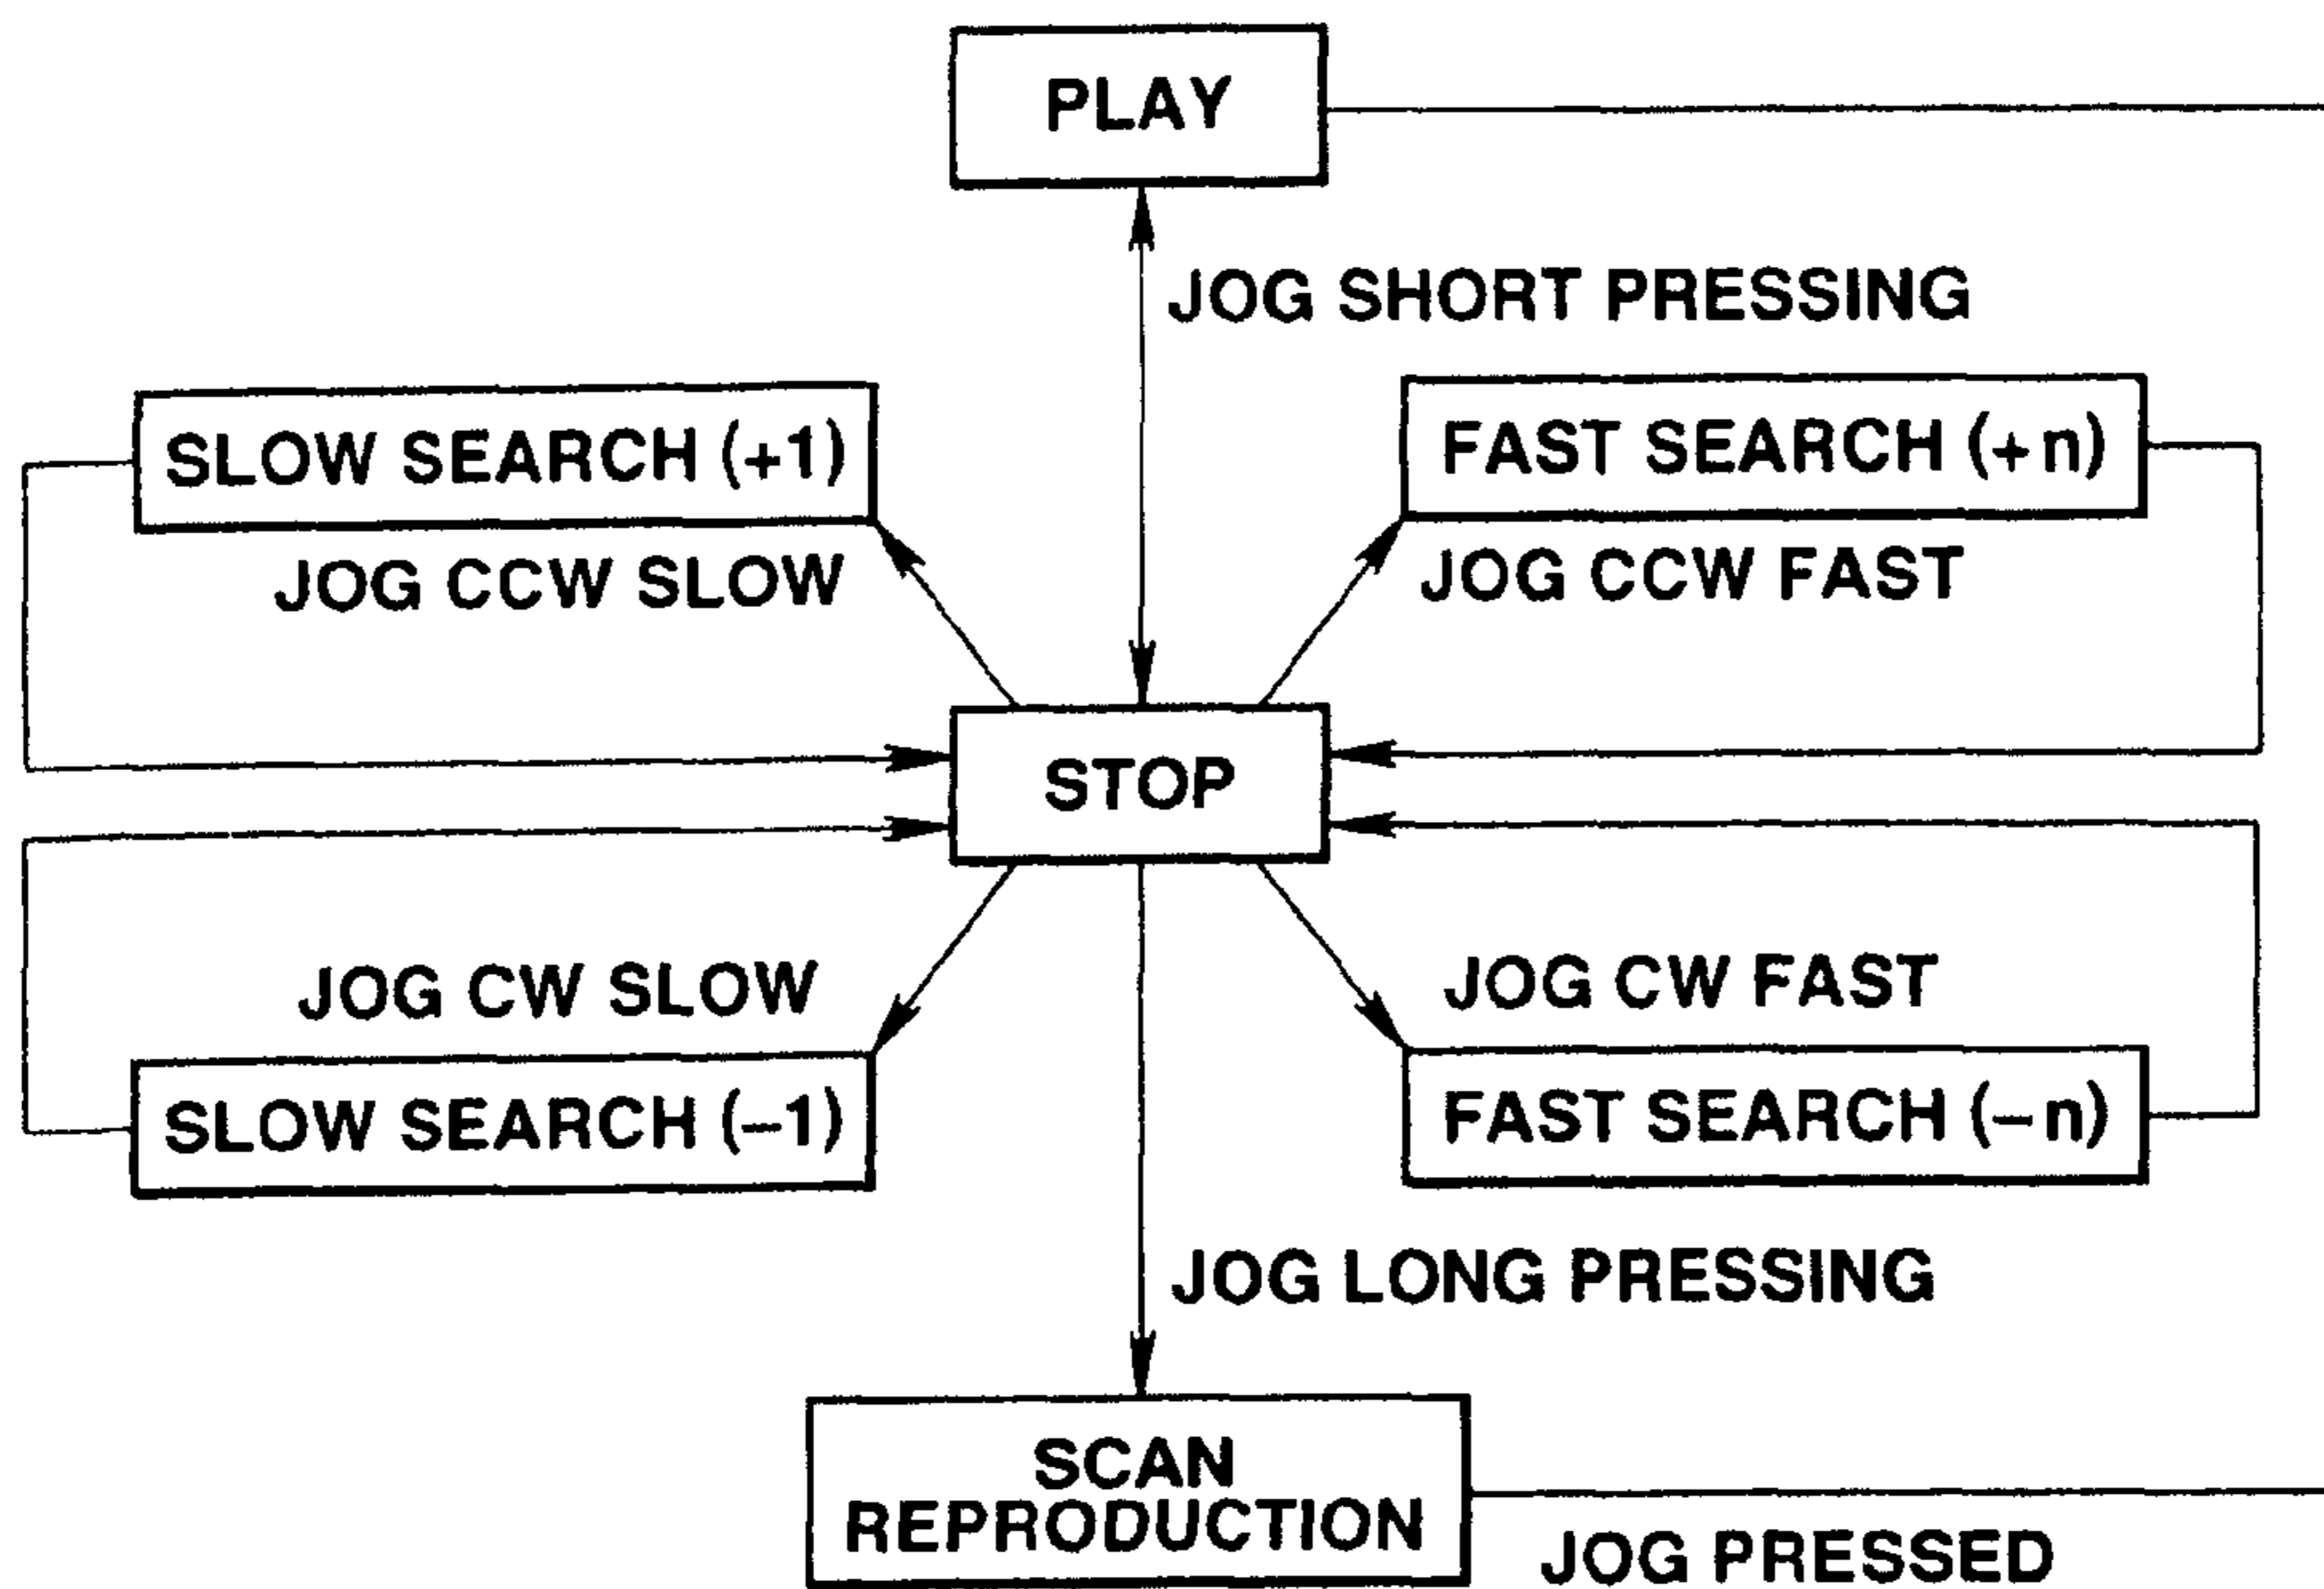 PLAY
JOG SHORT PRESSING
SLOW SEARCH (+1)
FAST SEARCH (+n)
JOG CCW SLOW
JOG CCW FAST
STOP
JOG CW SLOW
JOG CW FAST
SLOW SEARCH (−1)
FAST SEARCH (−n)
JOG LONG PRESSING
SCAN
REPRODUCTION
JOG PRESSED